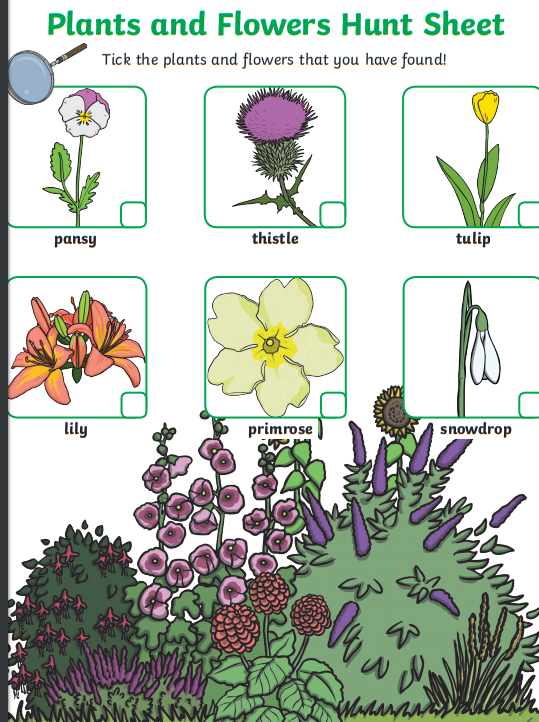 Plants and Flowers Hunt Sheet
Tick the plants and flowers that you have found!
pansy thistle tulip
lily primrose snowdrop